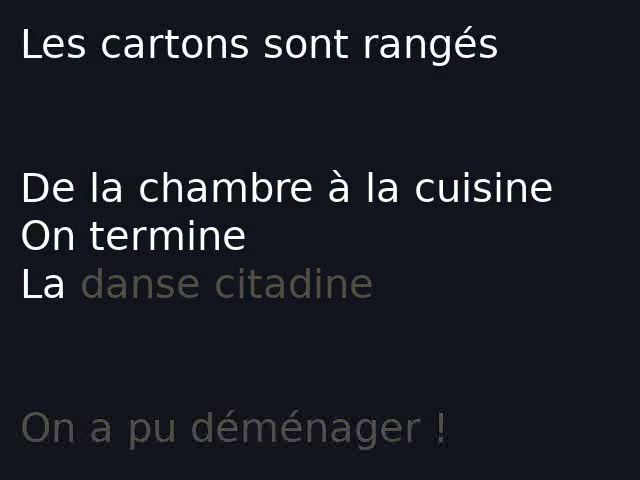 Les cartons sont rangés
De la chambre à la cuisine
On termine
La danse citadine
On a pu déménager !